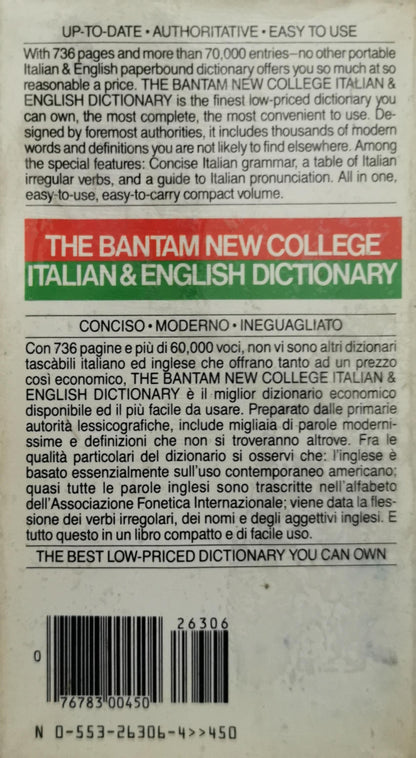 UP-TO-DATE • AUTHORITATIVE • EASY TO USE
With 736 pages and more than 70,000 entries—no other portable
Italian & English paperbound dictionary offers you so much at so
reasonable a price. THE BANTAM NEW COLLEGE ITALIAN &
ENGLISH DICTIONARY is the finest low-priced dictionary you
can own, the most complete, the most convenient to use. De-
signed by foremost authorities, it includes thousands of modern
words and definitions you are not likely to find elsewhere. Among
the special features: Concise Italian grammar, a table of Italian
irregular verbs, and a guide to Italian pronunciation. All in one,
easy-to-use, easy-to-carry compact volume.
THE BANTAM NEW COLLEGE
ITALIAN & ENGLISH DICTIONARY
CONCISO • MODERNO • INEGUAGLIATO
Con 736 pagine e più di 60,000 voci, non vi sono altri dizionari
tascàbili italiano ed inglese che offrano tanto ad un prezzo
così economico, THE BANTAM NEW COLLEGE ITALIAN &
ENGLISH DICTIONARY è il miglior dizionario economico
disponibile ed il più facile da usare. Preparato dalle primarie
autorità lessicografiche, include migliaia di parole moderni-
ssime e definizioni che non si troveranno altrove. Fra le
qualità particolari del dizionario si osservi che: l'inglese è
basato essenzialmente sull'uso contemporaneo americano;
quasi tutte le parole inglesi sono trascritte nell'alfabeto
dell'Associazione Fonetica Internazionale; viene data la fles-
sione dei verbi irregolari, dei nomi e degli aggettivi inglesi. E
tutto questo in un libro compatto e di facile uso.
THE BEST LOW-PRICED DICTIONARY YOU CAN OWN
26306
0
76783 00450
N 0-553-26306-4>>450